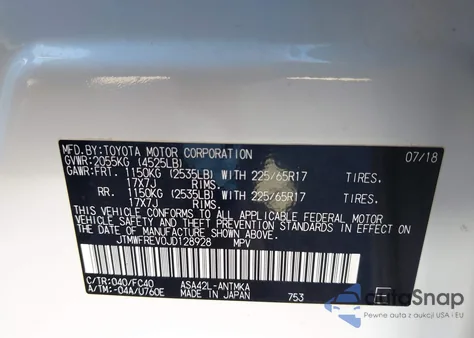 MFD.BY:TOYOTA MOTOR CORPORATION 07/18
GVWR:2055KG (4525LB)
GAWR:FRT. 1150KG (2535LB) WITH 225/65R17 TIRES.
17X7J RIMS.
RR. 1150KG (2535LB) WITH 225/65R17 TIRES.
17X7J RIMS.
THIS VEHICLE CONFORMS TO ALL APPLICABLE FEDERAL MOTOR
VEHICLE SAFETY AND BUMPER STANDARDS IN EFFECT ON
THE DATE OF MANUFACTURE SHOWN ABOVE.
JTMWFREV0JD128928 MPV
C/TR:040/FC40 ASA42L-ANTMKA
A/TM:-04A/U760E MADE IN JAPAN 753
autoSnap
Pewne auta z aukcji USA i EU